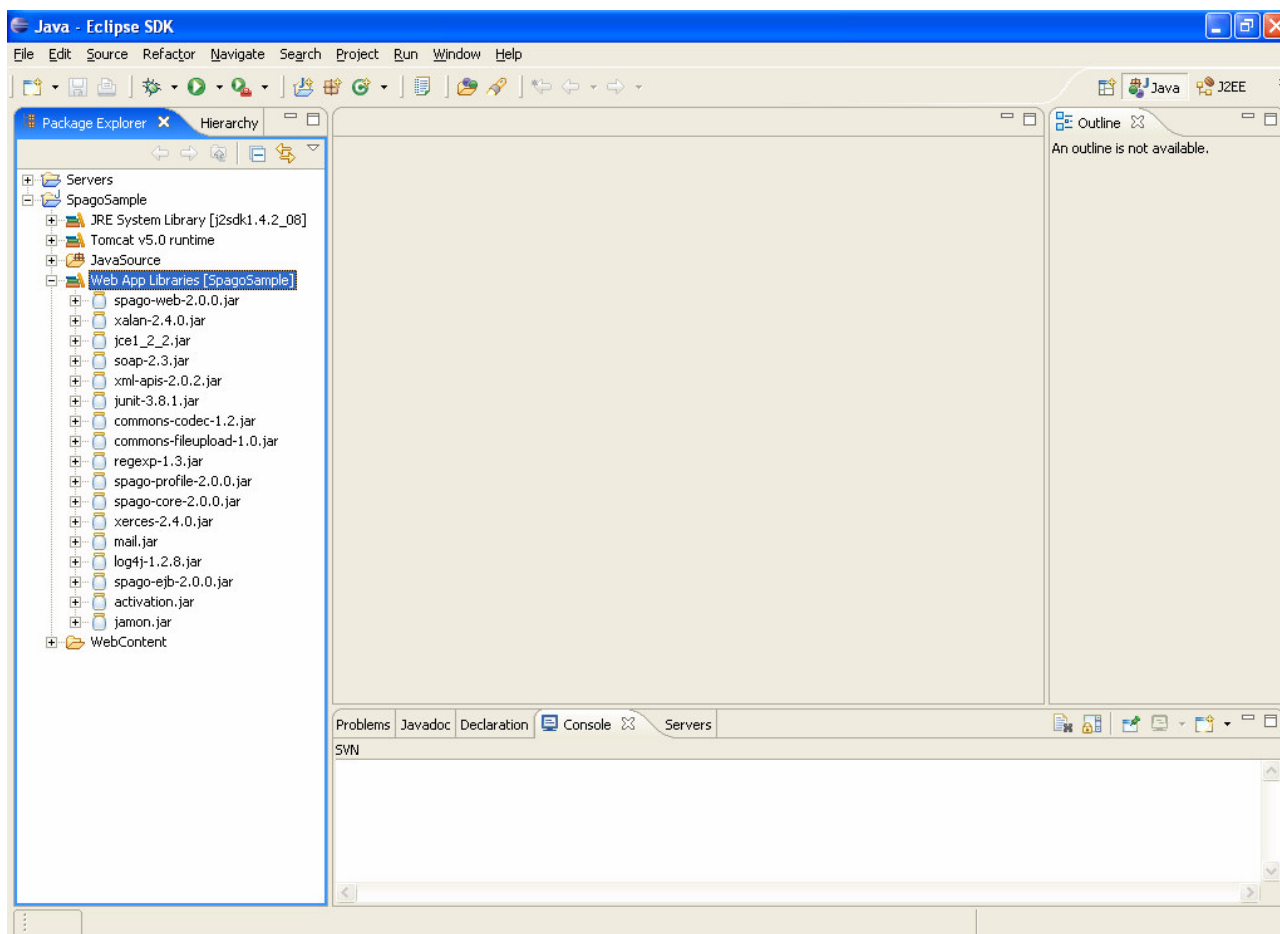 Java - Eclipse SDK
File Edit Source Refactor Navigate Search Project Run Window Help
Java J2EE
Package Explorer Hierarchy
Outline
An outline is not available.
Servers
SpagoSample
JRE System Library [j2sdk1.4.2_08]
Tomcat v5.0 runtime
JavaSource
Web App Libraries [SpagoSample]
spago-web-2.0.0.jar
xalan-2.4.0.jar
jce1_2_2.jar
soap-2.3.jar
xml-apis-2.0.2.jar
junit-3.8.1.jar
commons-codec-1.2.jar
commons-fileupload-1.0.jar
regexp-1.3.jar
spago-profile-2.0.0.jar
spago-core-2.0.0.jar
xerces-2.4.0.jar
mail.jar
log4j-1.2.8.jar
spago-ejb-2.0.0.jar
activation.jar
jamon.jar
WebContent
Problems Javadoc Declaration Console Servers
SVN